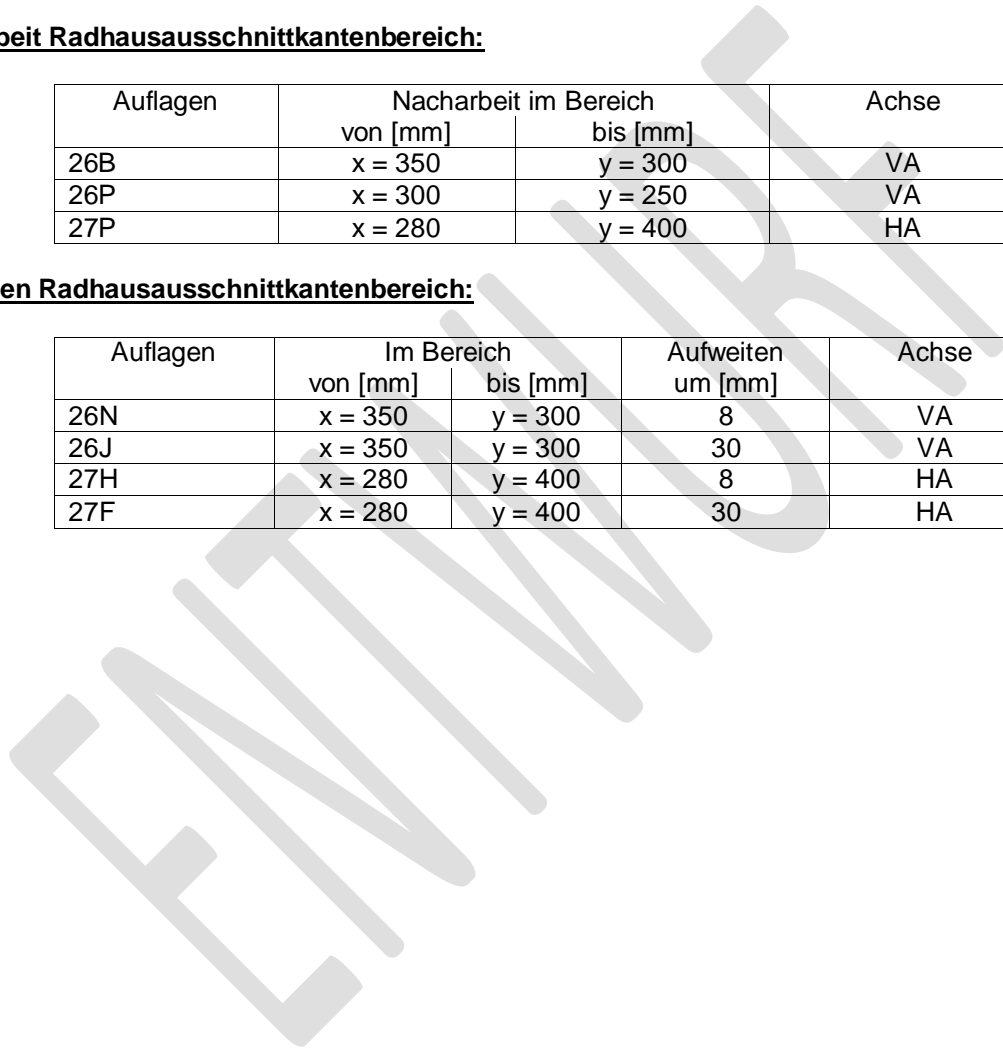 beit Radhausausschnittkantenbereich:
Auflagen Nacharbeit im Bereich Achse
von [mm] bis [mm]
26B x = 350 y = 300 VA
26P x = 300 y = 250 VA
27P x = 280 y = 400 HA
en Radhausausschnittkantenbereich:
Auflagen Im Bereich Aufweiten Achse
von [mm] bis [mm] um [mm]
26N x = 350 y = 300 8 VA
26J x = 350 y = 300 30 VA
27H x = 280 y = 400 8 HA
27F x = 280 y = 400 30 HA
ENTWURF